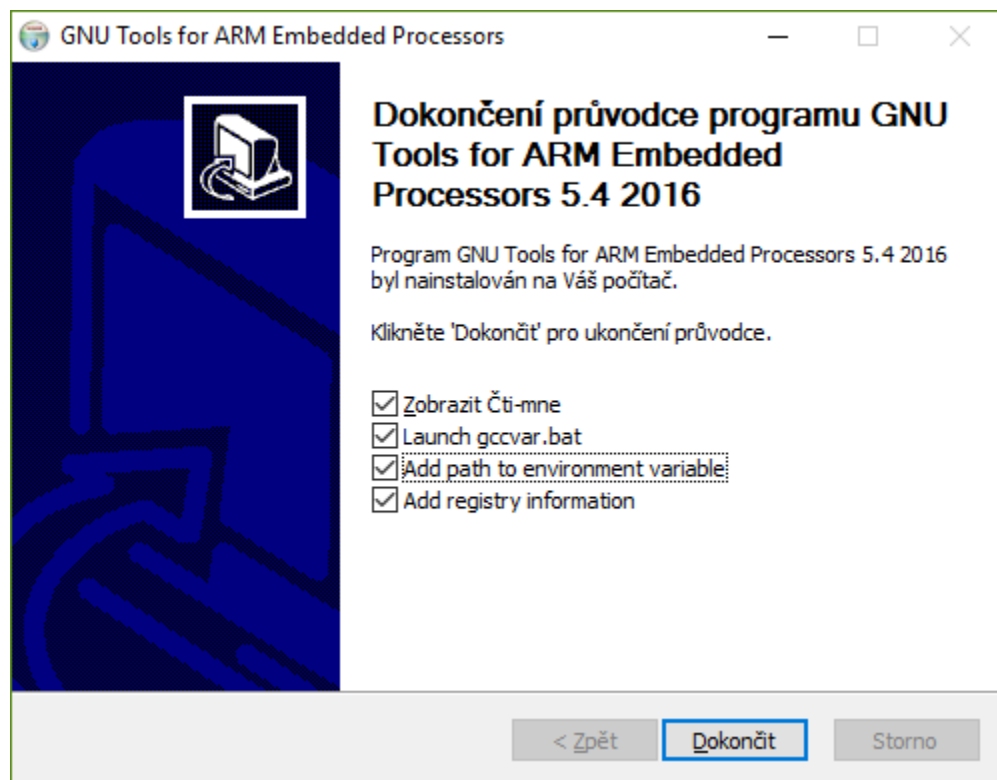 GNU Tools for ARM Embedded Processors
Dokončení průvodce programu GNU
Tools for ARM Embedded
Processors 5.4 2016
Program GNU Tools for ARM Embedded Processors 5.4 2016
byl nainstalován na Váš počítač.
Klikněte 'Dokončit' pro ukončení průvodce.
Zobrazit Čti-mne
Launch gccvar.bat
Add path to environment variable
Add registry information
< Zpět
Dokončit
Storno